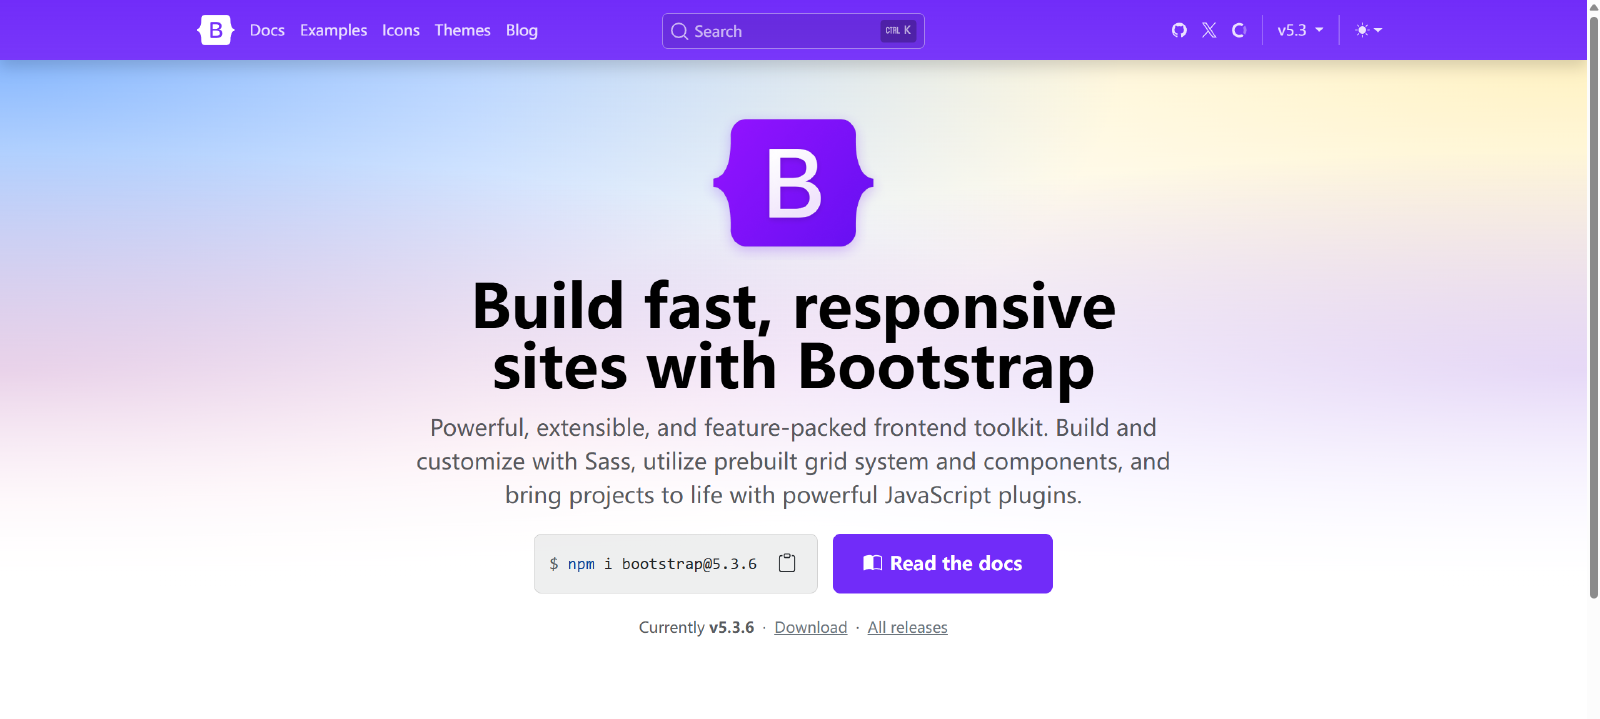 B Docs Examples Icons Themes Blog Search CTRL K v5.3
B
Build fast, responsive
sites with Bootstrap
Powerful, extensible, and feature-packed frontend toolkit. Build and
customize with Sass, utilize prebuilt grid system and components, and
bring projects to life with powerful JavaScript plugins.
$ npm i bootstrap@5.3.6 Read the docs
Currently v5.3.6 · Download · All releases